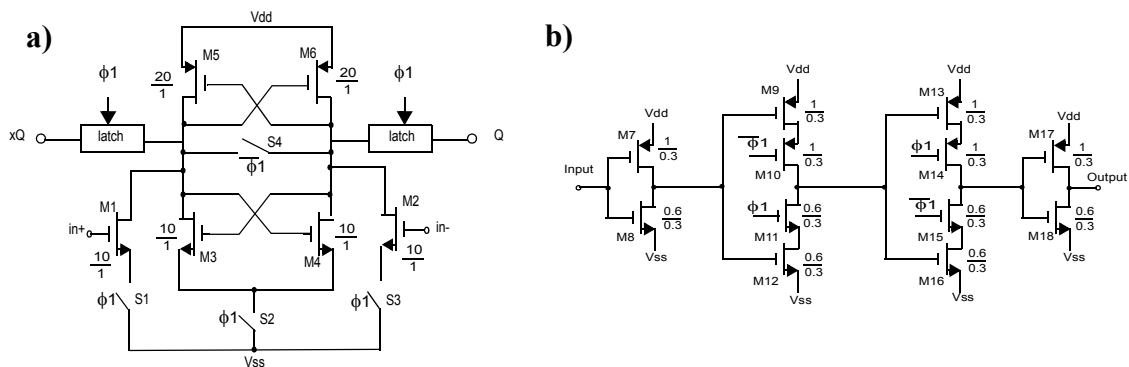 a)
Vdd
M5
M6
20
1
20
1
ϕ1
ϕ1
xQ
latch
latch
Q
S4
ϕ1
M1
M2
in+
in-
10
1
10
1
M3
M4
10
1
10
1
ϕ1
S1
ϕ1
S2
ϕ1
S3
Vss
b)
Input
M7
Vdd
1
0.3
M8
0.6
0.3
Vss
Vdd
M9
1
0.3
ϕ1
M10
1
0.3
ϕ1
M11
0.6
0.3
M12
0.6
0.3
Vss
Vdd
M13
1
0.3
ϕ1
M14
1
0.3
ϕ1
M15
0.6
0.3
M16
0.6
0.3
Vss
M17
Vdd
1
0.3
Output
M18
0.6
0.3
Vss